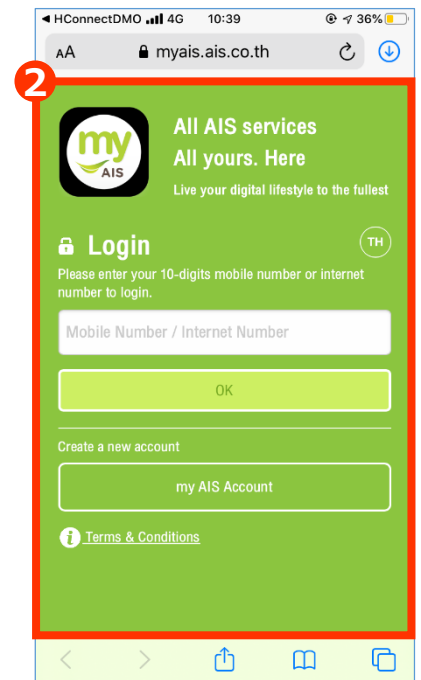 ◀ HConnectDMO 4G 10:39 36%
AA myais.ais.co.th
2
my
AIS
All AIS services
All yours. Here
Live your digital lifestyle to the fullest
Login
TH
Please enter your 10-digits mobile number or internet
number to login.
Mobile Number / Internet Number
OK
Create a new account
my AIS Account
i Terms & Conditions